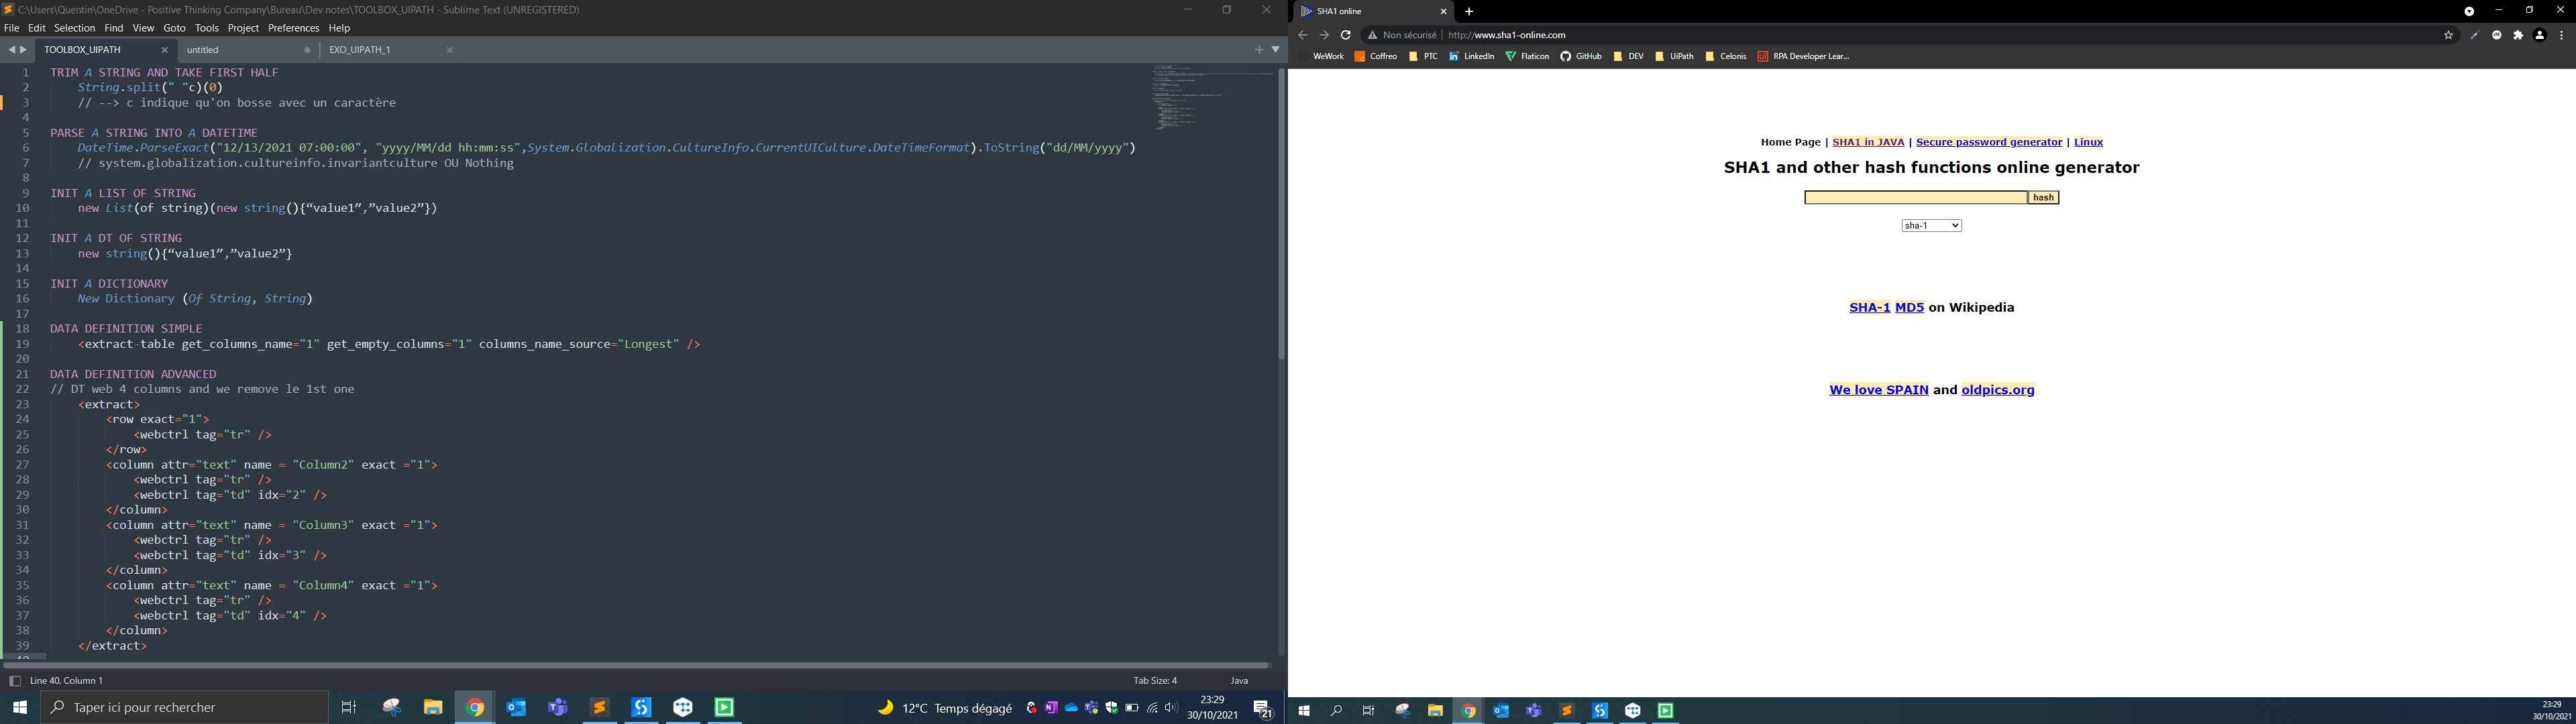 C:\Users\Quentin\OneDrive - Positive Thinking Company\Bureau\Dev notes\TOOLBOX_UIPATH - Sublime Text (UNREGISTERED)
File Edit Selection Find View Goto Tools Project Preferences Help
TOOLBOX_UIPATH untitled EXO_UIPATH_1
1 TRIM A STRING AND TAKE FIRST HALF
2 String.split(" "c)(0)
3 // --> c indique qu'on bosse avec un caractère
4
5 PARSE A STRING INTO A DATETIME
6 DateTime.ParseExact("12/13/2021 07:00:00", "yyyy/MM/dd hh:mm:ss",System.Globalization.CultureInfo.CurrentUICulture.DateTimeFormat).ToString("dd/MM/yyyy")
7 // system.globalization.cultureinfo.invariantculture OU Nothing
8
9 INIT A LIST OF STRING
10 new List(of string)(new string(){“value1”,”value2”})
11
12 INIT A DT OF STRING
13 new string(){“value1”,”value2”}
14
15 INIT A DICTIONARY
16 New Dictionary (Of String, String)
17
18 DATA DEFINITION SIMPLE
19 <extract-table get_columns_name="1" get_empty_columns="1" columns_name_source="Longest" />
20
21 DATA DEFINITION ADVANCED
22 // DT web 4 columns and we remove le 1st one
23 <extract>
24 <row exact="1">
25 <webctrl tag="tr" />
26 </row>
27 <column attr="text" name = "Column2" exact ="1">
28 <webctrl tag="tr" />
29 <webctrl tag="td" idx="2" />
30 </column>
31 <column attr="text" name = "Column3" exact ="1">
32 <webctrl tag="tr" />
33 <webctrl tag="td" idx="3" />
34 </column>
35 <column attr="text" name = "Column4" exact ="1">
36 <webctrl tag="tr" />
37 <webctrl tag="td" idx="4" />
38 </column>
39 </extract>
Line 40, Column 1 Tab Size: 4 Java
Taper ici pour rechercher
12°C Temps dégagé
23:29
30/10/2021
21
SHA1 online
Non sécurisé | http://www.sha1-online.com
WeWork Coffreo PTC LinkedIn Flaticon GitHub DEV UiPath Celonis RPA Developer Lear...
Home Page | SHA1 in JAVA | Secure password generator | Linux
SHA1 and other hash functions online generator
hash
sha-1
SHA-1 MD5 on Wikipedia
We love SPAIN and oldpics.org
23:29
30/10/2021